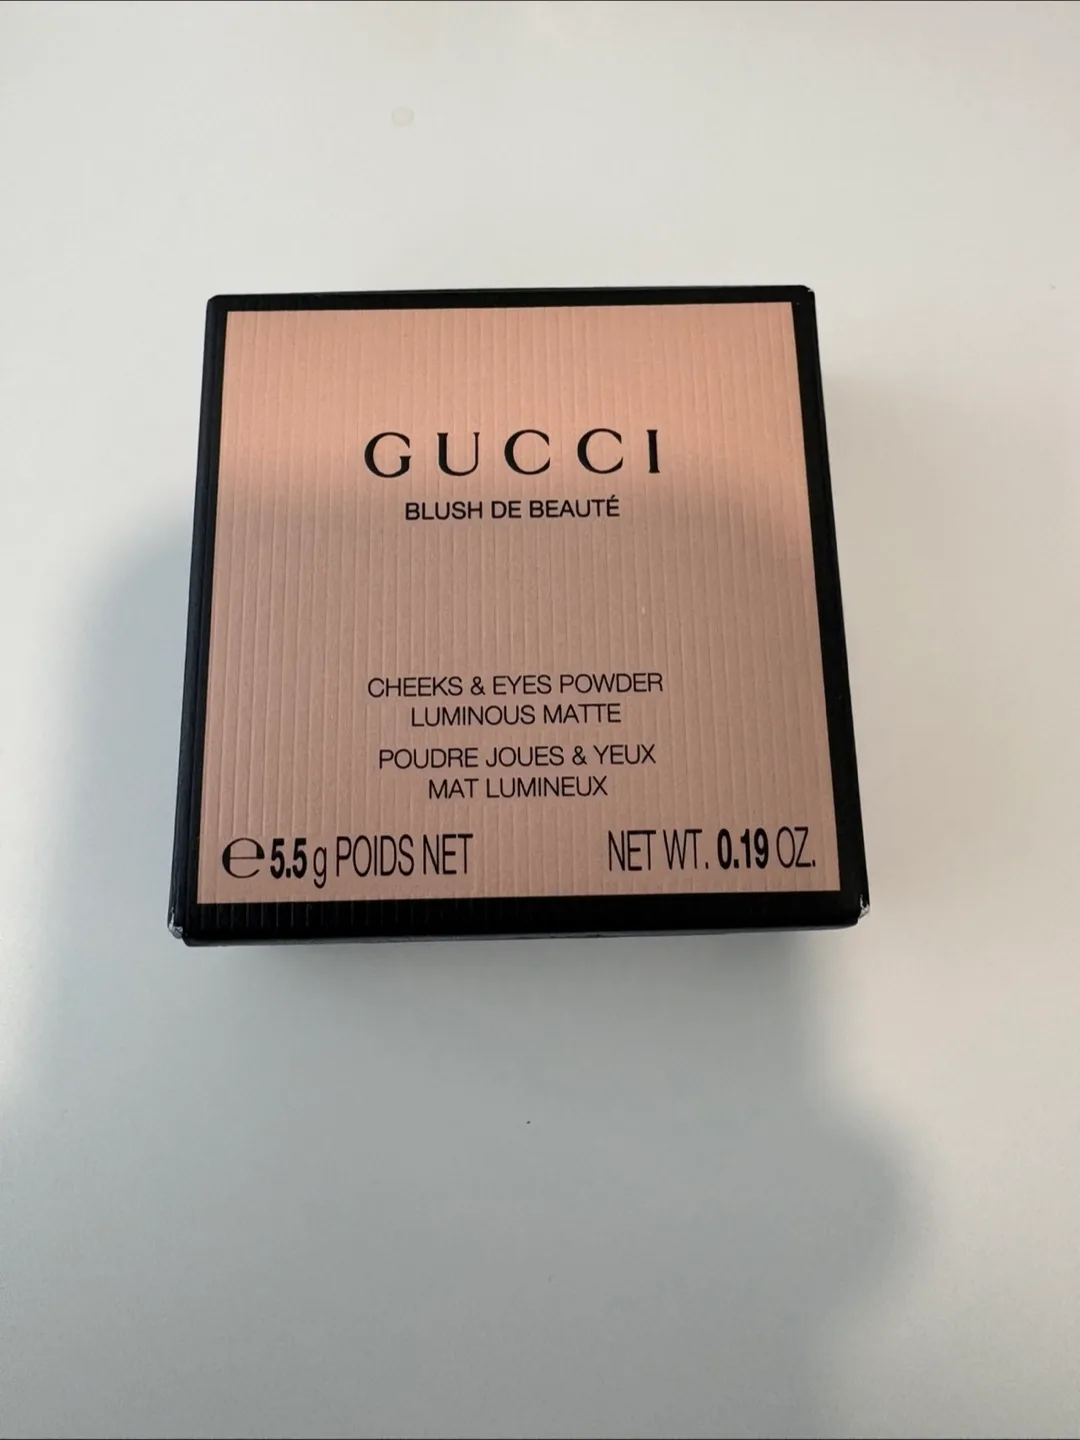 GUCCI
BLUSH DE BEAUTÉ
CHEEKS & EYES POWDER
LUMINOUS MATTE
POUDRE JOUES & YEUX
MAT LUMINEUX
℮5.5g POIDS NET NET WT. 0.19 OZ.